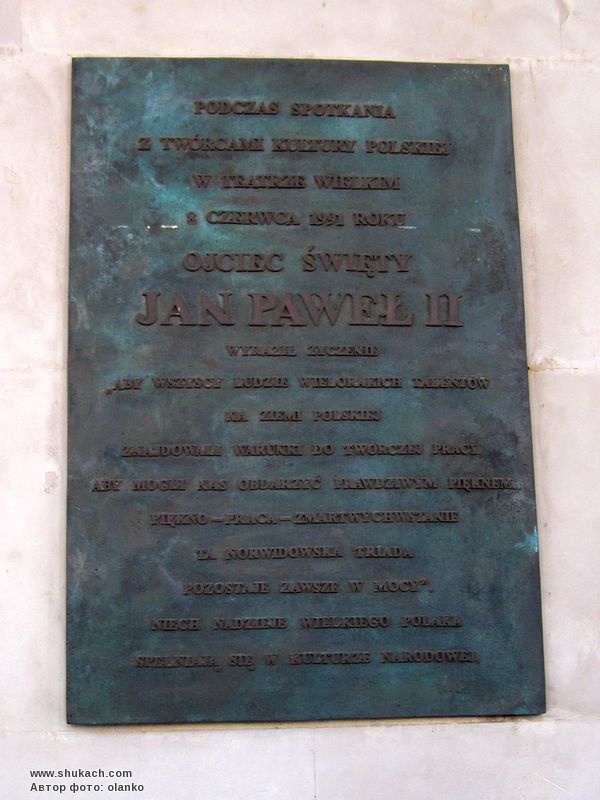 PODCZAS SPOTKANIA
Z TWÓRCAMI KULTURY POLSKIEJ
W TEATRZE WIELKIM
8 CZERWCA 1991 ROKU
OJCIEC ŚWIĘTY
JAN PAWEŁ II
WYRAZIŁ ŻYCZENIE
„ABY WSZYSCY LUDZIE WIELORAKICH TALENTÓW
NA ZIEMI POLSKIEJ
ZNAJDOWALI WARUNKI DO TWÓRCZEJ PRACY,
ABY MOGLI NAS OBDARZYĆ PRAWDZIWYM PIĘKNEM.
PIĘKNO – PRACA – ZMARTWYCHWSTANIE
TA NORWIDOWSKA TRIADA
POZOSTAJE ZAWSZE W MOCY".
NIECH NADZIEJE WIELKIEGO POLAKA
SPEŁNIAJĄ SIĘ W KULTURZE NARODOWEJ.
www.shukach.com
Автор фото: olanko